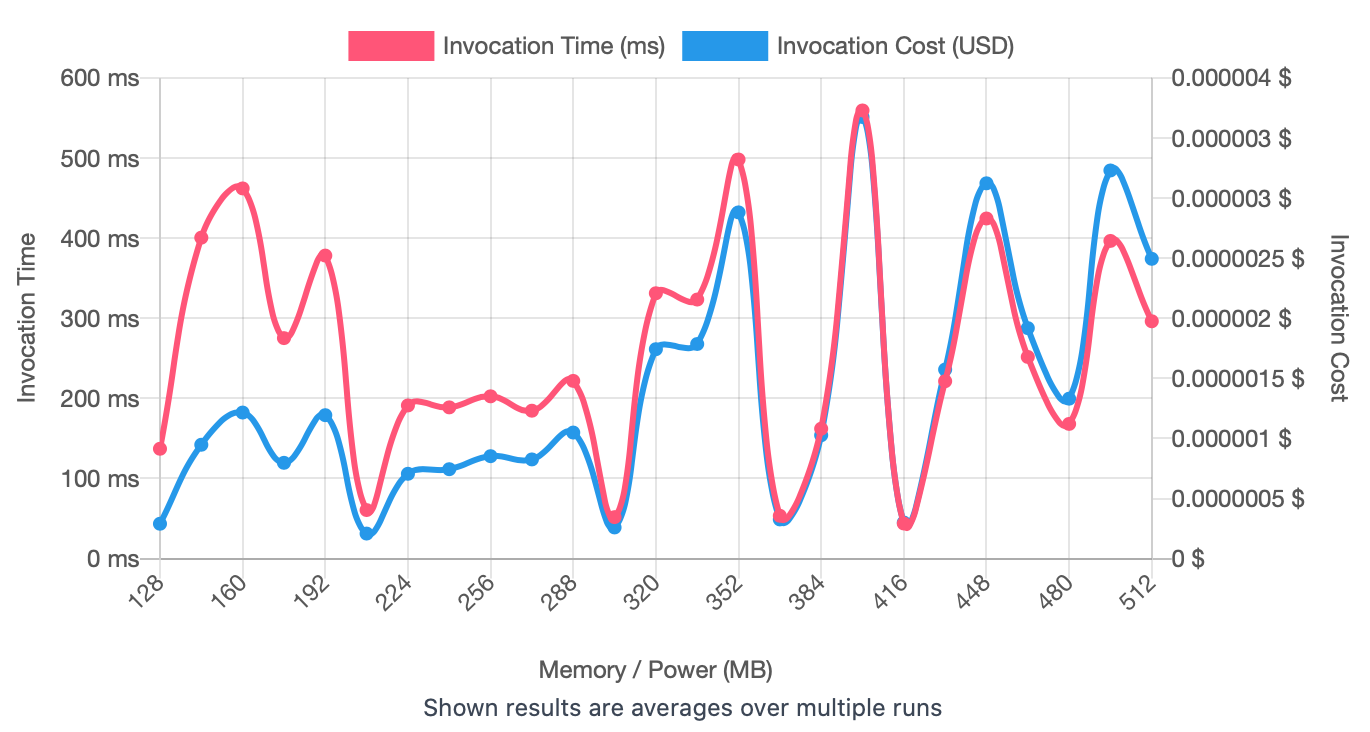 Invocation Time (ms) Invocation Cost (USD)
600 ms 0.000004 $
0.000003 $
500 ms
0.000003 $
400 ms
0.0000025 $
300 ms 0.000002 $
0.0000015 $
200 ms
0.000001 $
100 ms
0.0000005 $
0 ms 0 $
Invocation Time
Invocation Cost
128 160 192 224 256 288 320 352 384 416 448 480 512
Memory / Power (MB)
Shown results are averages over multiple runs